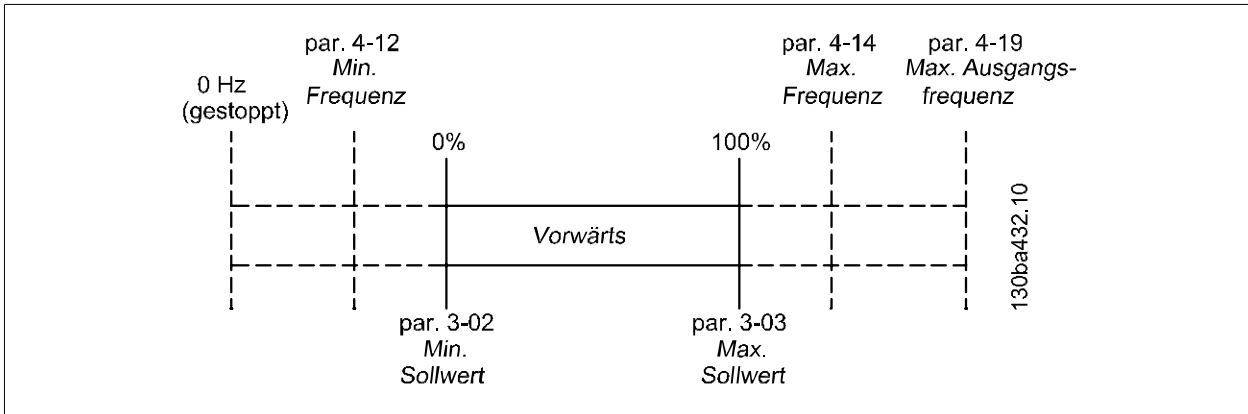 0 Hz
(gestoppt)
par. 4-12
Min.
Frequenz
par. 4-14
Max.
Frequenz
par. 4-19
Max. Ausgangs-
frequenz
0%
100%
Vorwärts
par. 3-02
Min.
Sollwert
par. 3-03
Max.
Sollwert
130ba432.10